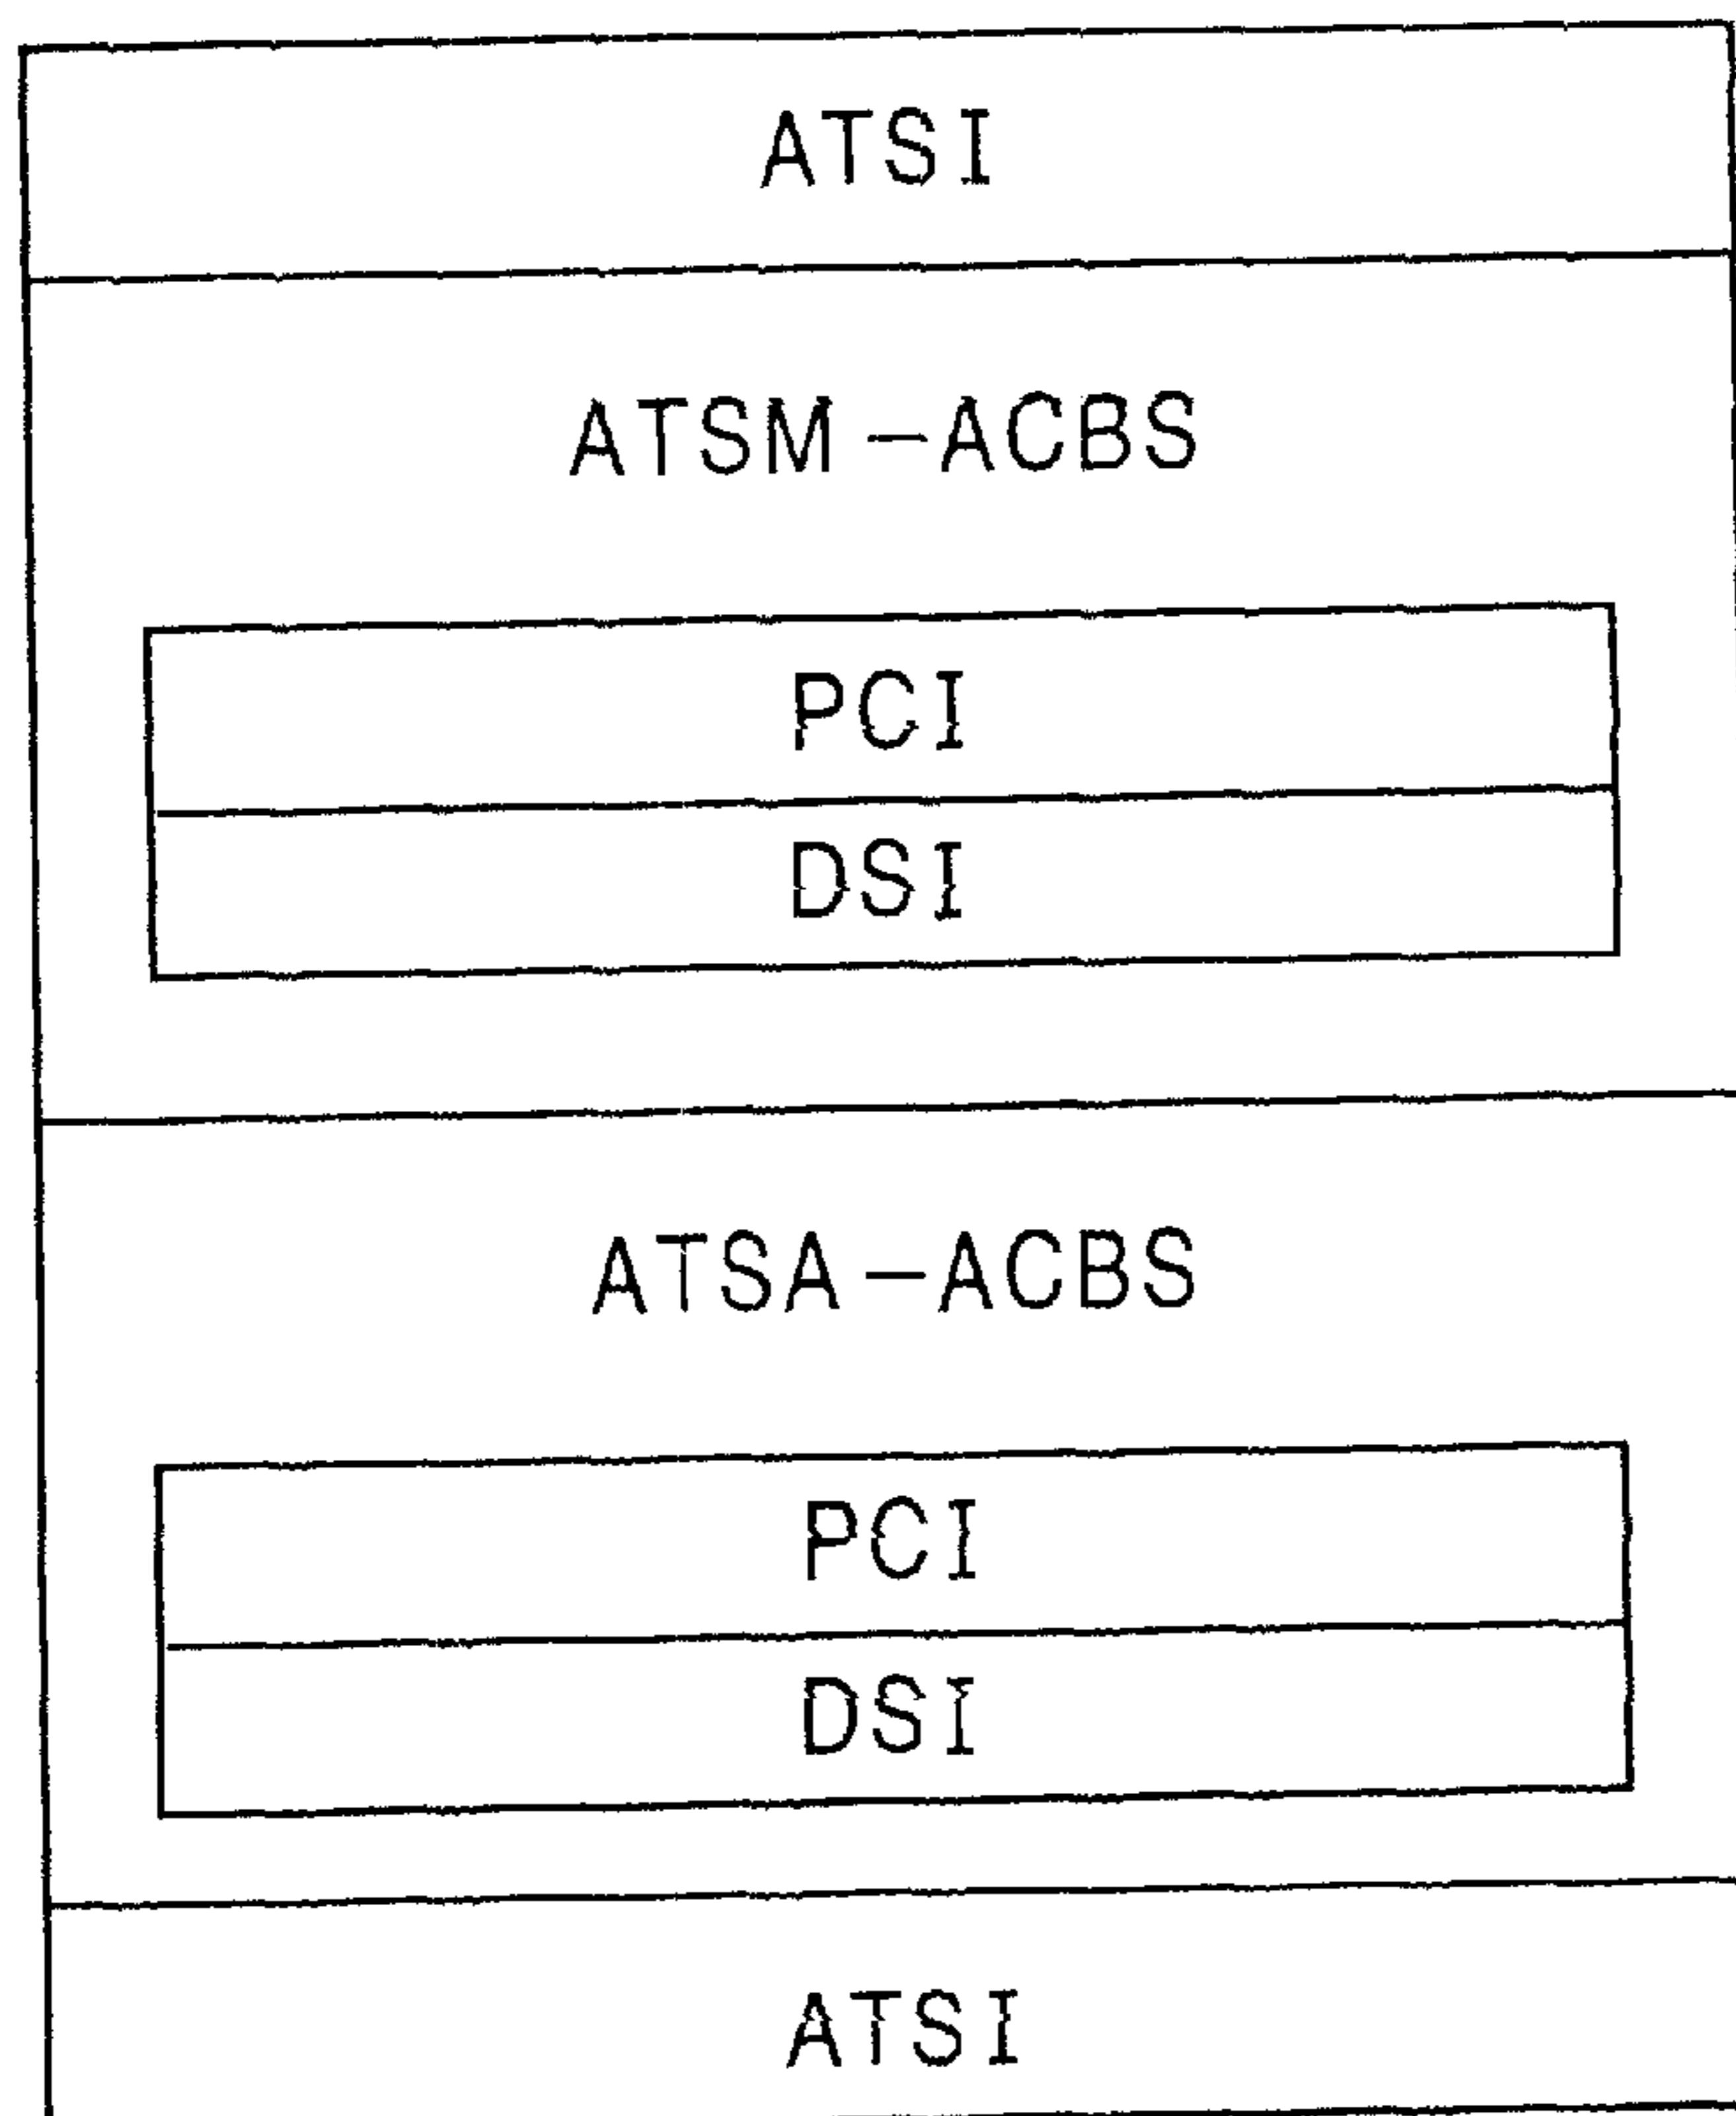 ATSI
ATSM-ACBS
PCI
DSI
ATSA-ACBS
PCI
DSI
ATSI